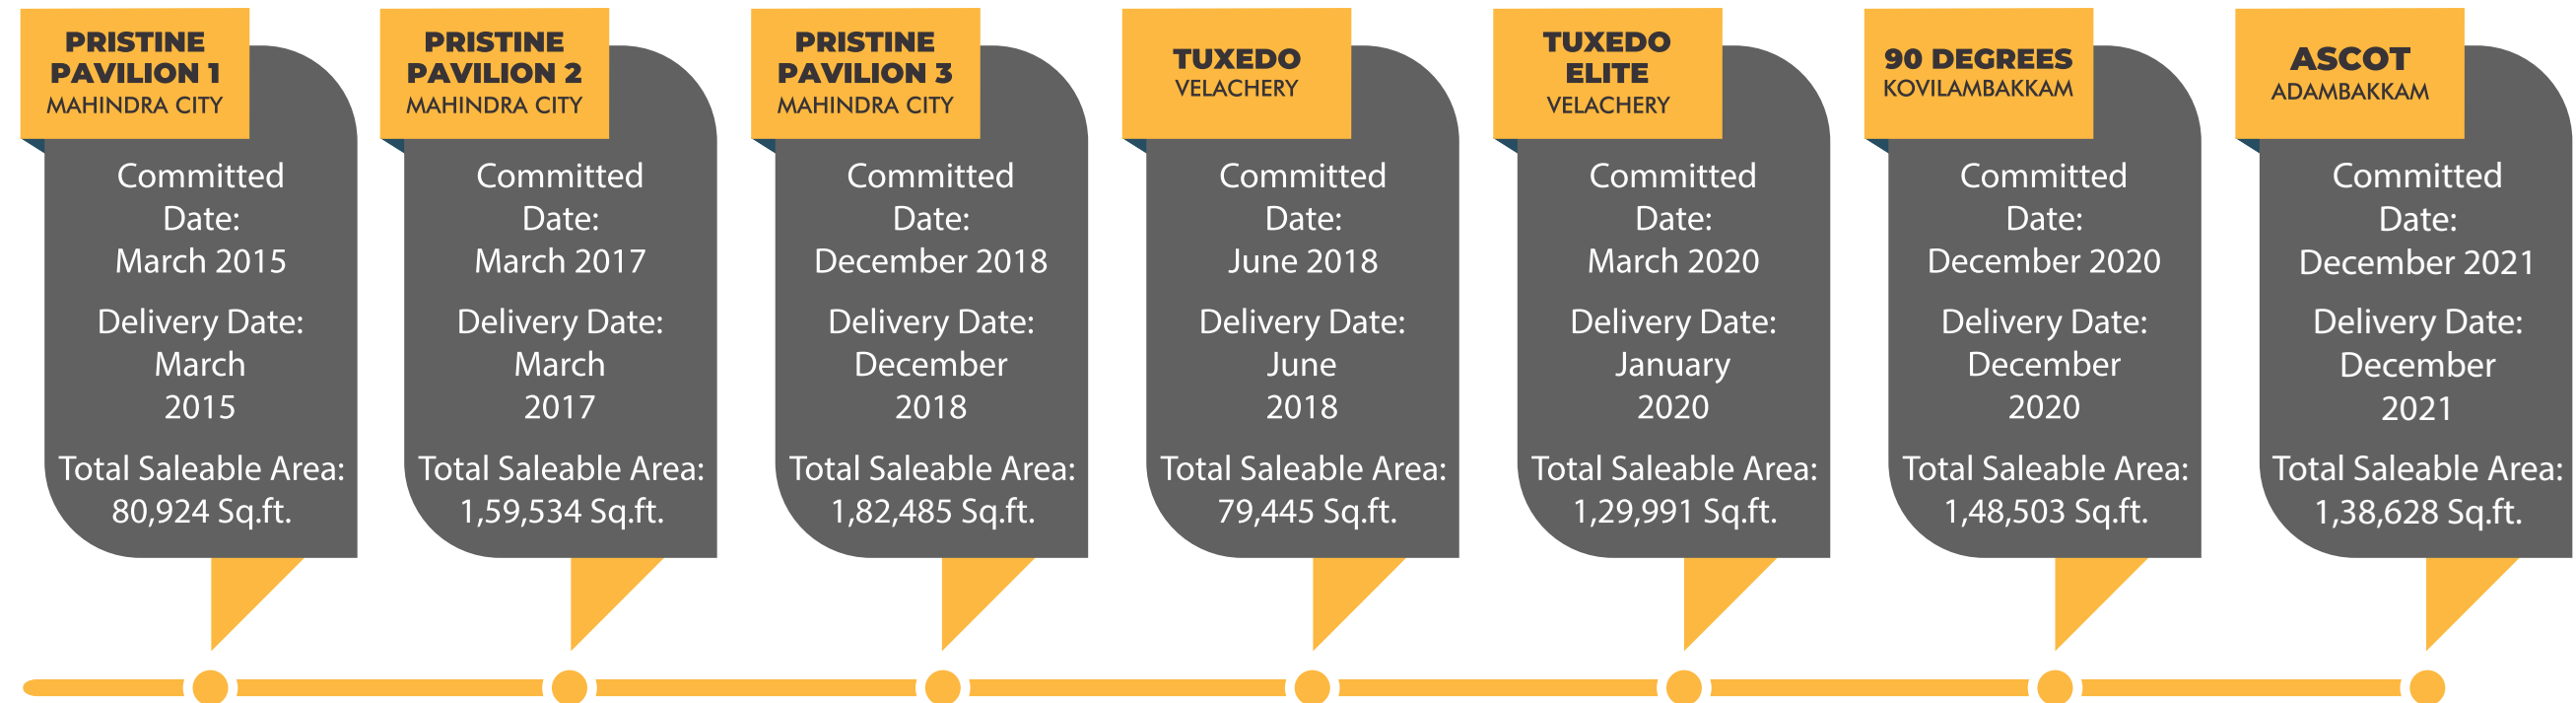 PRISTINE
PAVILION 1
MAHINDRA CITY
Committed
Date:
March 2015
Delivery Date:
March
2015
Total Saleable Area:
80,924 Sq.ft.
PRISTINE
PAVILION 2
MAHINDRA CITY
Committed
Date:
March 2017
Delivery Date:
March
2017
Total Saleable Area:
1,59,534 Sq.ft.
PRISTINE
PAVILION 3
MAHINDRA CITY
Committed
Date:
December 2018
Delivery Date:
December
2018
Total Saleable Area:
1,82,485 Sq.ft.
TUXEDO
VELACHERY
Committed
Date:
June 2018
Delivery Date:
June
2018
Total Saleable Area:
79,445 Sq.ft.
TUXEDO
ELITE
VELACHERY
Committed
Date:
March 2020
Delivery Date:
January
2020
Total Saleable Area:
1,29,991 Sq.ft.
90 DEGREES
KOVILAMBAKKAM
Committed
Date:
December 2020
Delivery Date:
December
2020
Total Saleable Area:
1,48,503 Sq.ft.
ASCOT
ADAMBAKKAM
Committed
Date:
December 2021
Delivery Date:
December
2021
Total Saleable Area:
1,38,628 Sq.ft.